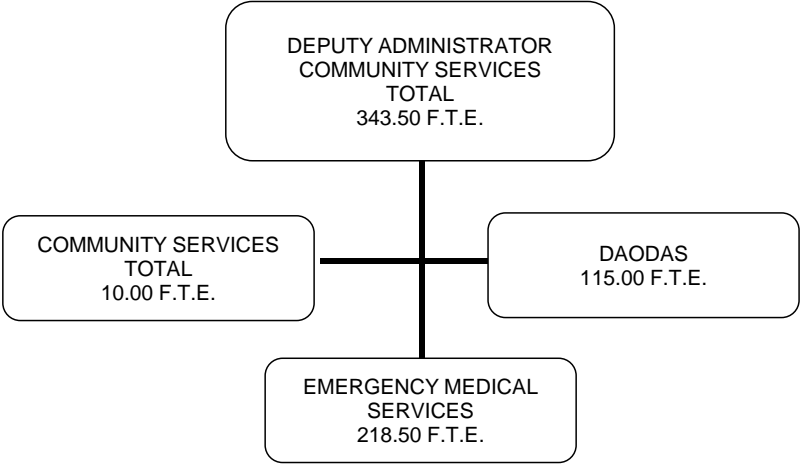 DEPUTY ADMINISTRATOR
COMMUNITY SERVICES
TOTAL
343.50 F.T.E.
COMMUNITY SERVICES
TOTAL
10.00 F.T.E.
DAODAS
115.00 F.T.E.
EMERGENCY MEDICAL
SERVICES
218.50 F.T.E.